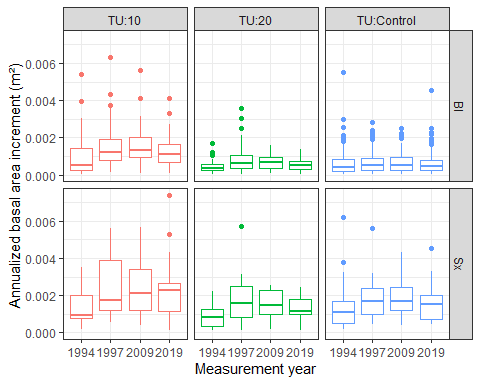 TU:10 TU:20 TU:Control
Annualized basal area increment (m²)
0.006
0.004
0.002
0.000
Bl
0.006
0.004
0.002
0.000
Sx
1994 1997 2009 2019 1994 1997 2009 2019 1994 1997 2009 2019
Measurement year